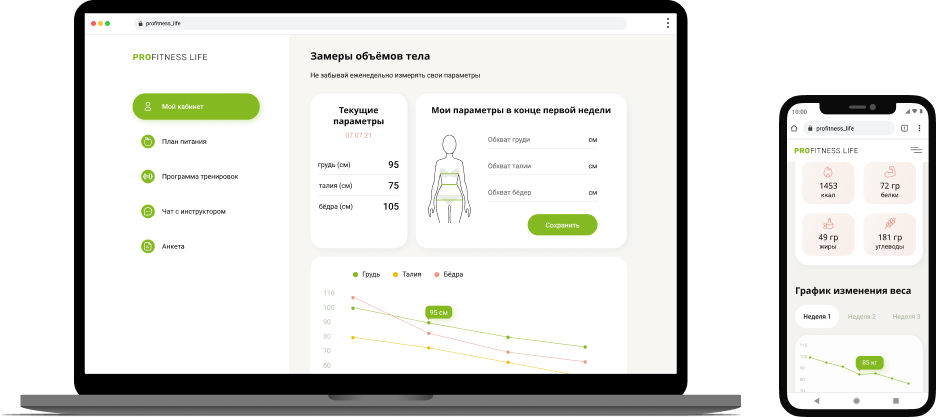 profitness_life
PROFITNESS LIFE
Мой кабинет
План питания
Программа тренировок
Чат с инструктором
Анкета
Замеры объёмов тела
Не забывай еженедельно измерять свои параметры
Текущие
параметры
07.07.21
грудь (см) 95
талия (см) 75
бёдра (см) 105
Мои параметры в конце первой недели
Обхват груди см
Обхват талии см
Обхват бёдер см
Сохранить
Грудь Талия Бёдра
110
100
90
80
70
60
95 см
10:00
profitness_life
PROFITNESS LIFE
1453
ккал
72 гр
белки
49 гр
жиры
181 гр
углеводы
График изменения веса
Неделя 1 Неделя 2 Неделя 3
110
100
90
80
70
85 кг